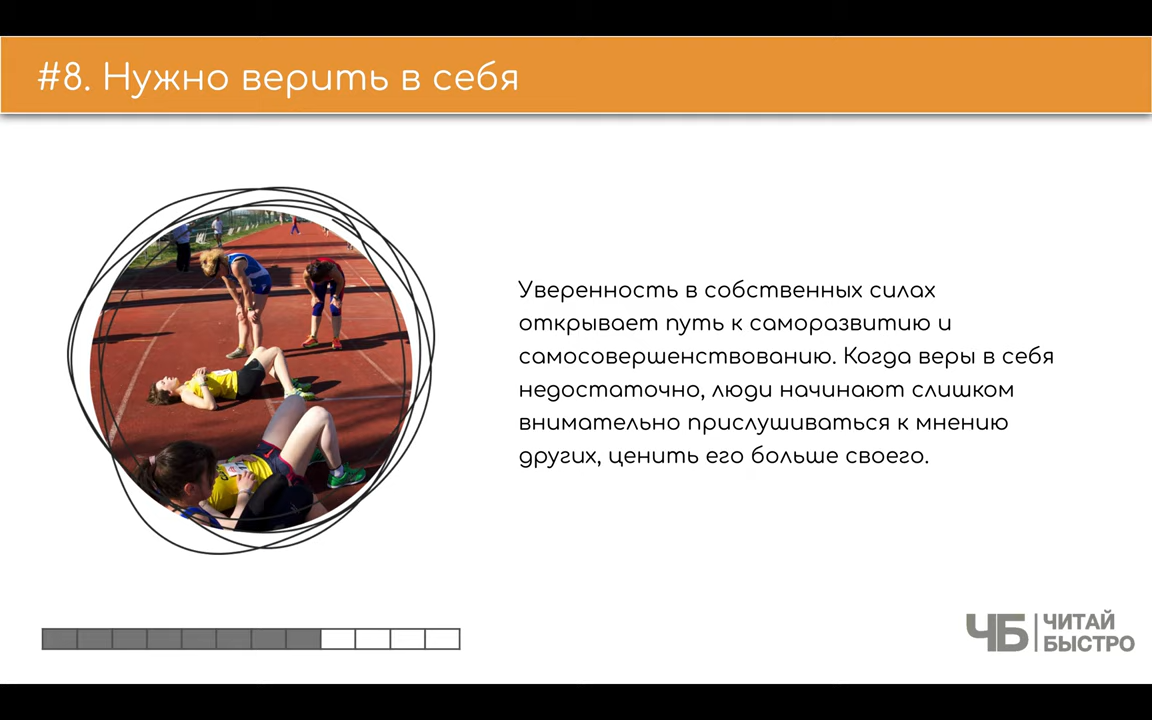 #8. Нужно верить в себя
Уверенность в собственных силах
открывает путь к саморазвитию и
самосовершенствованию. Когда веры в себя
недостаточно, люди начинают слишком
внимательно прислушиваться к мнению
других, ценить его больше своего.
ЧБ ЧИТАЙ
БЫСТРО